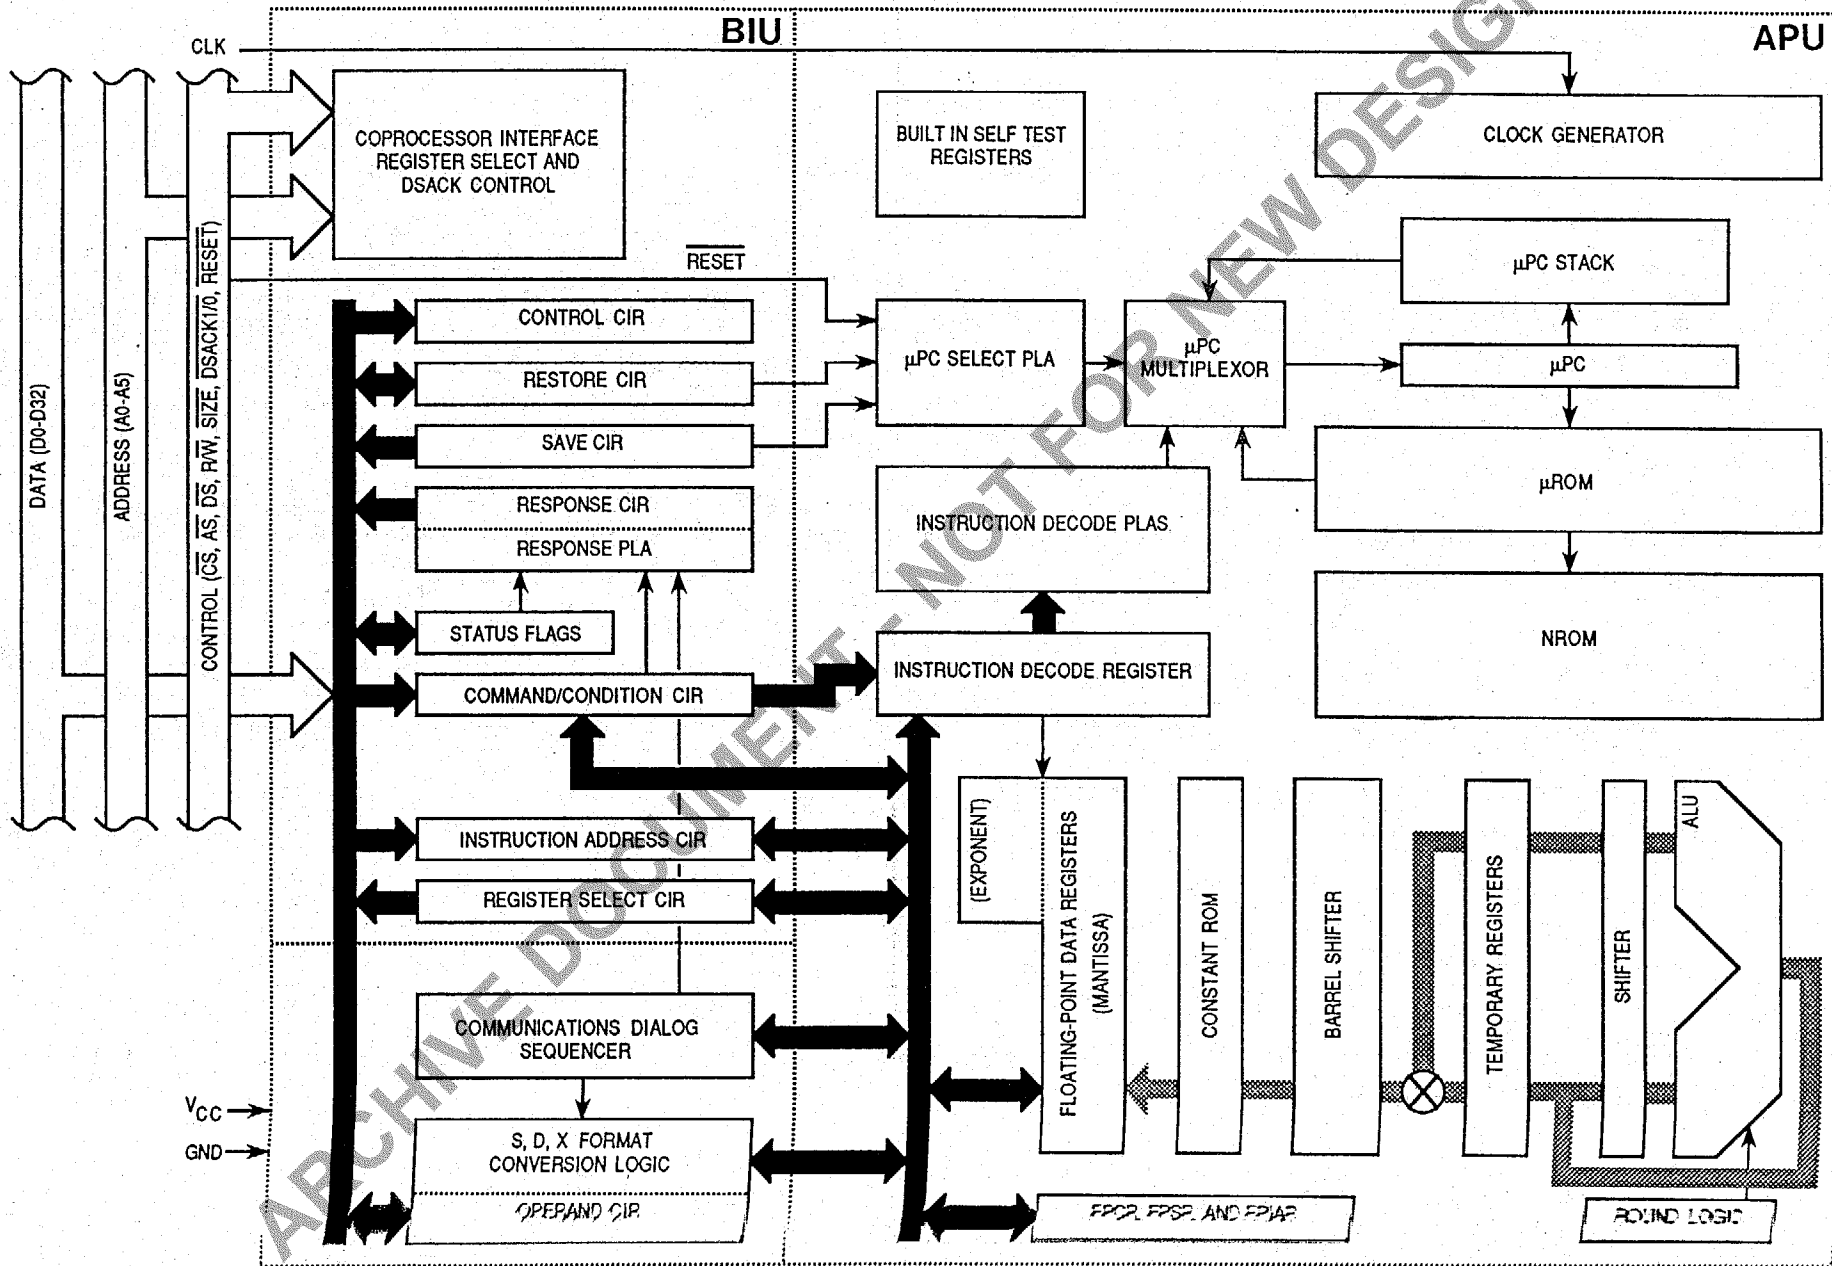 BIU
APU
CLK
COPROCESSOR INTERFACE
REGISTER SELECT AND
DSACK CONTROL
BUILT IN SELF TEST
REGISTERS
CLOCK GENERATOR
DATA (D0-D32)
ADDRESS (A0-A5)
CONTROL (CS, AS, DS, R/W, SIZE, DSACK1/0, RESET)
RESET
µPC STACK
CONTROL CIR
µPC SELECT PLA
µPC
MULTIPLEXOR
µPC
RESTORE CIR
SAVE CIR
µROM
RESPONSE CIR
RESPONSE PLA
INSTRUCTION DECODE PLAS
STATUS FLAGS
NROM
COMMAND/CONDITION CIR
INSTRUCTION DECODE REGISTER
INSTRUCTION ADDRESS CIR
REGISTER SELECT CIR
(EXPONENT)
FLOATING-POINT DATA REGISTERS
(MANTISSA)
CONSTANT ROM
BARREL SHIFTER
TEMPORARY REGISTERS
SHIFTER
ALU
COMMUNICATIONS DIALOG
SEQUENCER
VCC
GND
S, D, X FORMAT
CONVERSION LOGIC
OPERAND CIR
FPCR, FPSR, AND FPIAR
ROUND LOGIC
ARCHIVE DOCUMENT - NOT FOR NEW DESIGN